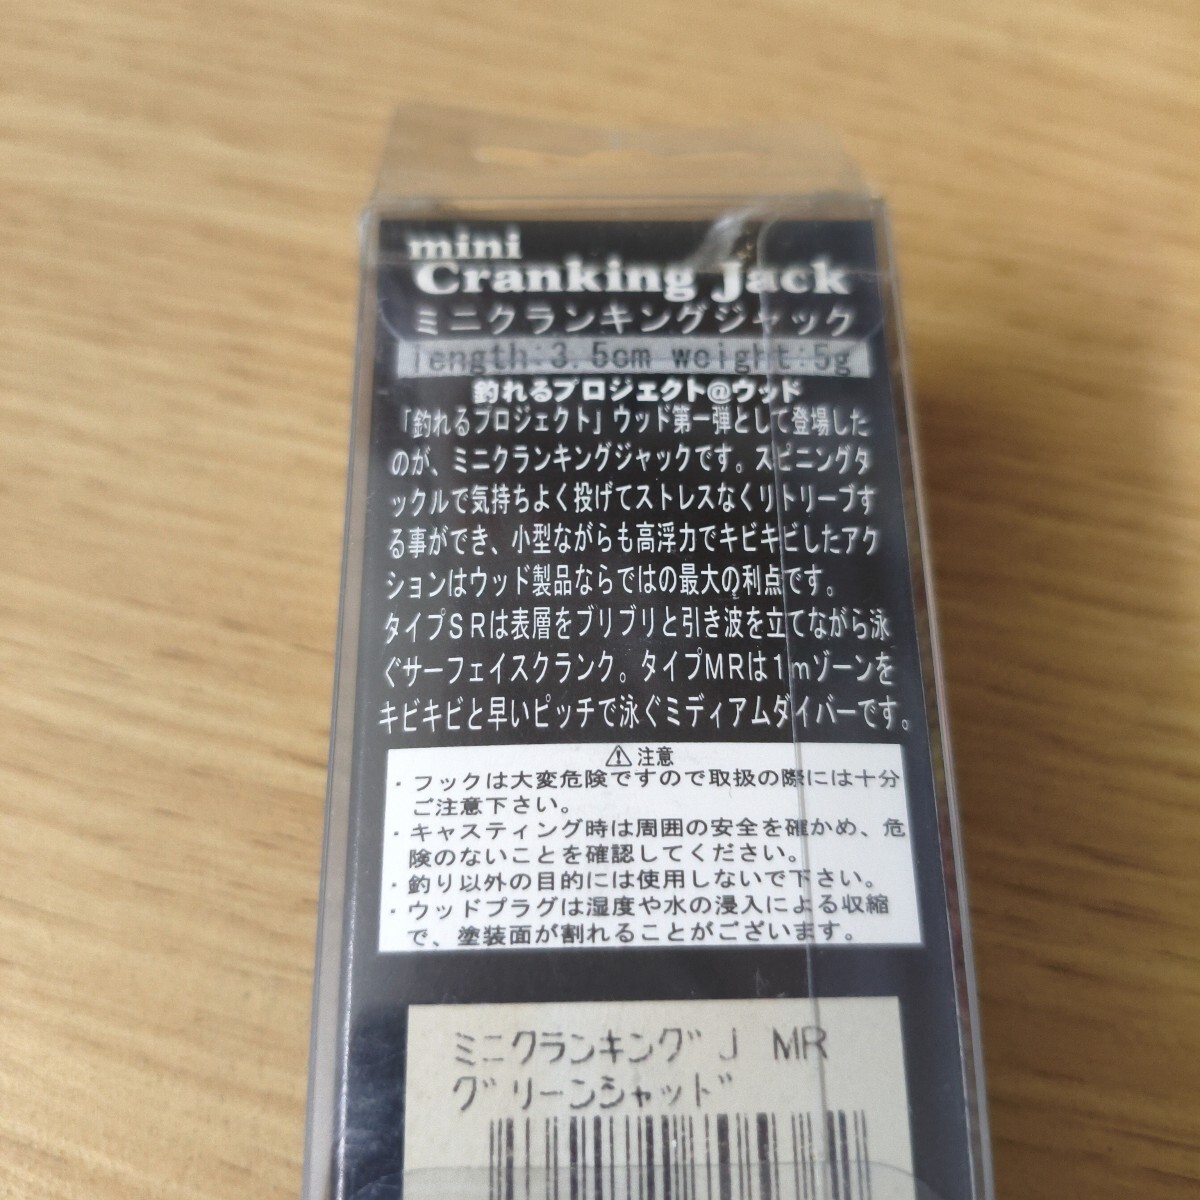 mini
Cranking Jack
ミニクランキングジャック
length:3.5cm weight:5g
釣れるプロジェクト@ウッド
「釣れるプロジェクト」ウッド第一弾として登場した
のが、ミニクランキングジャックです。スピニングタ
ックルで気持ちよく投げてストレスなくリトリーブす
る事ができ、小型ながらも高浮力でキビキビしたアク
ションはウッド製品ならではの最大の利点です。
タイプSRは表層をブリブリと引き波を立てながら泳
ぐサーフェイスクランク。タイプMRは1mゾーンを
キビキビと早いピッチで泳ぐミディアムダイバーです。
⚠注意
・フックは大変危険ですので取扱の際には十分
ご注意下さい。
・キャスティング時は周囲の安全を確かめ、危
険のないことを確認してください。
・釣り以外の目的には使用しないで下さい。
・ウッドプラグは湿度や水の浸入による収縮
で、塗装面が割れることがございます。
ミニクランキングJ MR
グリーンシャッド